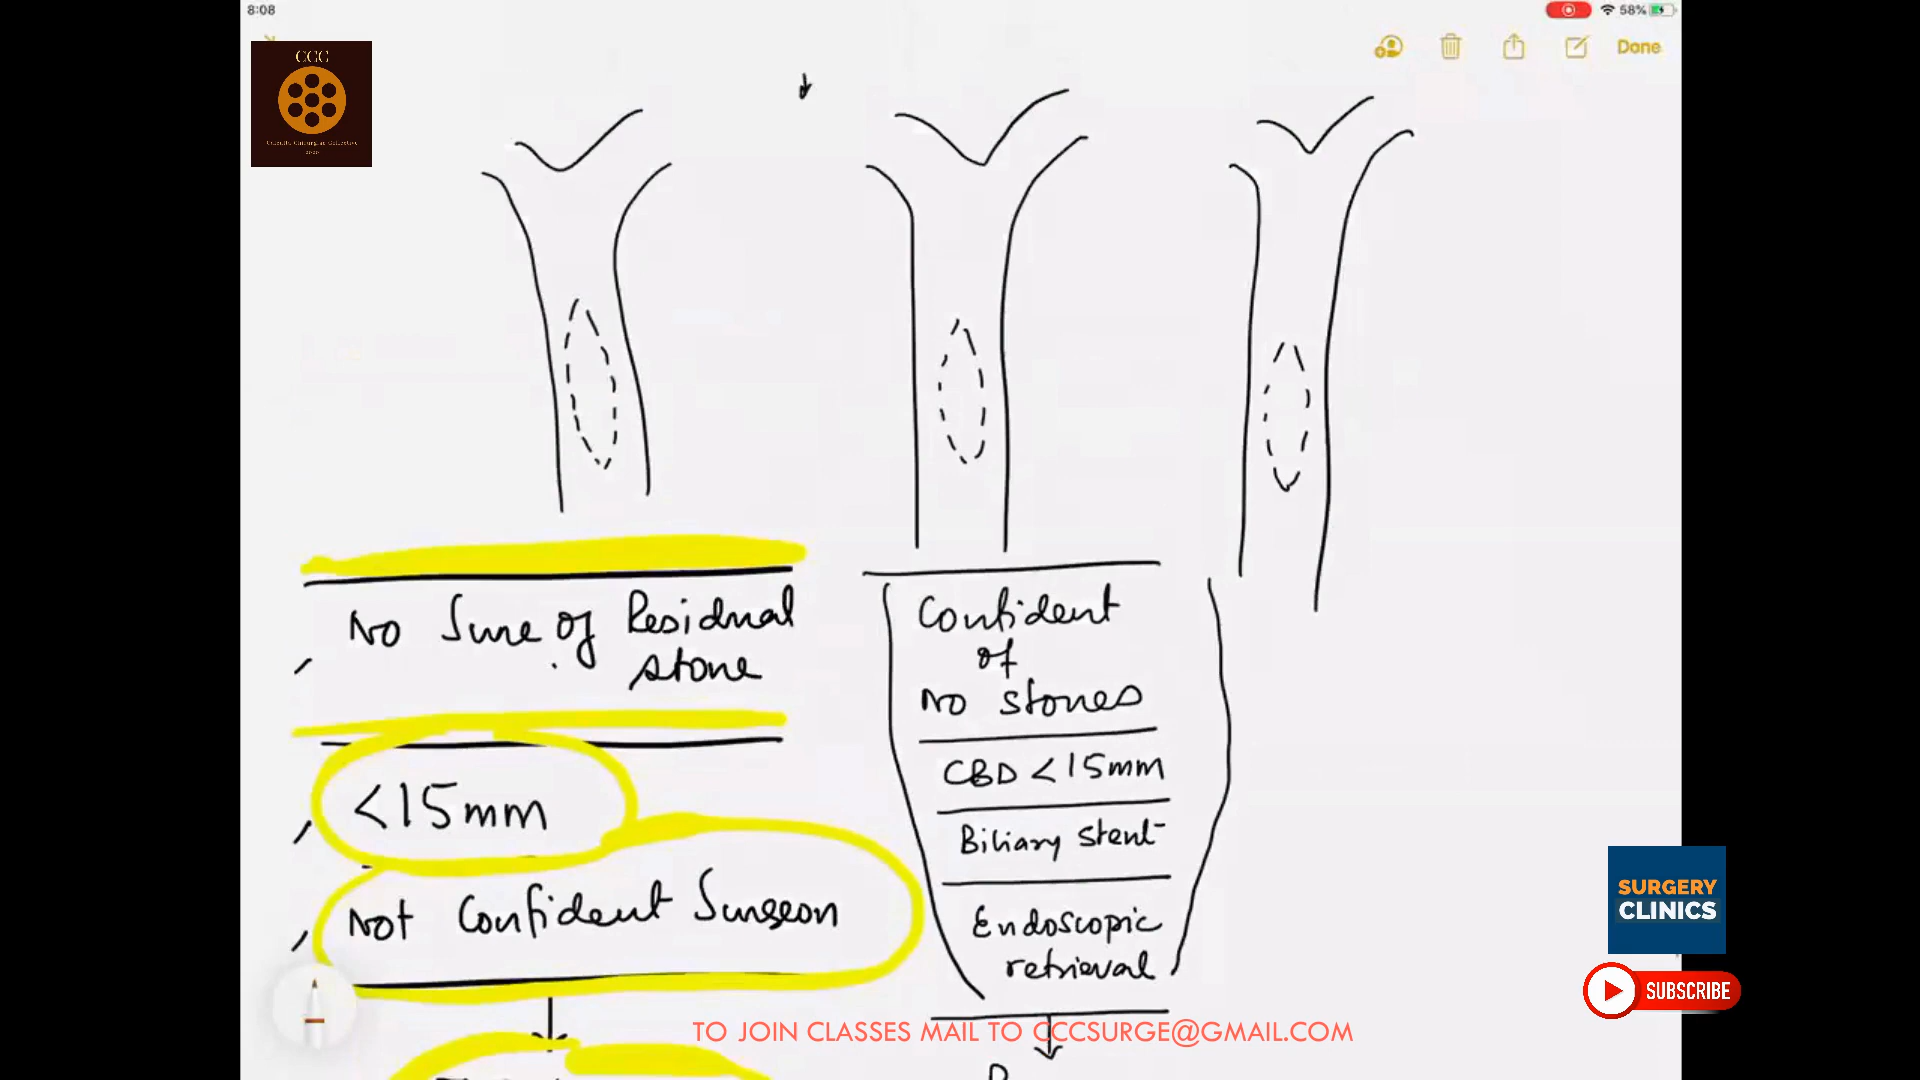 8:08
58%
Done
CCC
2020
No Sure of Residual
stone
<15mm
Not Confident Surgeon
Confident
of
No stones
CBD <15mm
Biliary stent
Endoscopic
retrieval
SURGERY
CLINICS
SUBSCRIBE
TO JOIN CLASSES MAIL TO CCCSURGE@GMAIL.COM